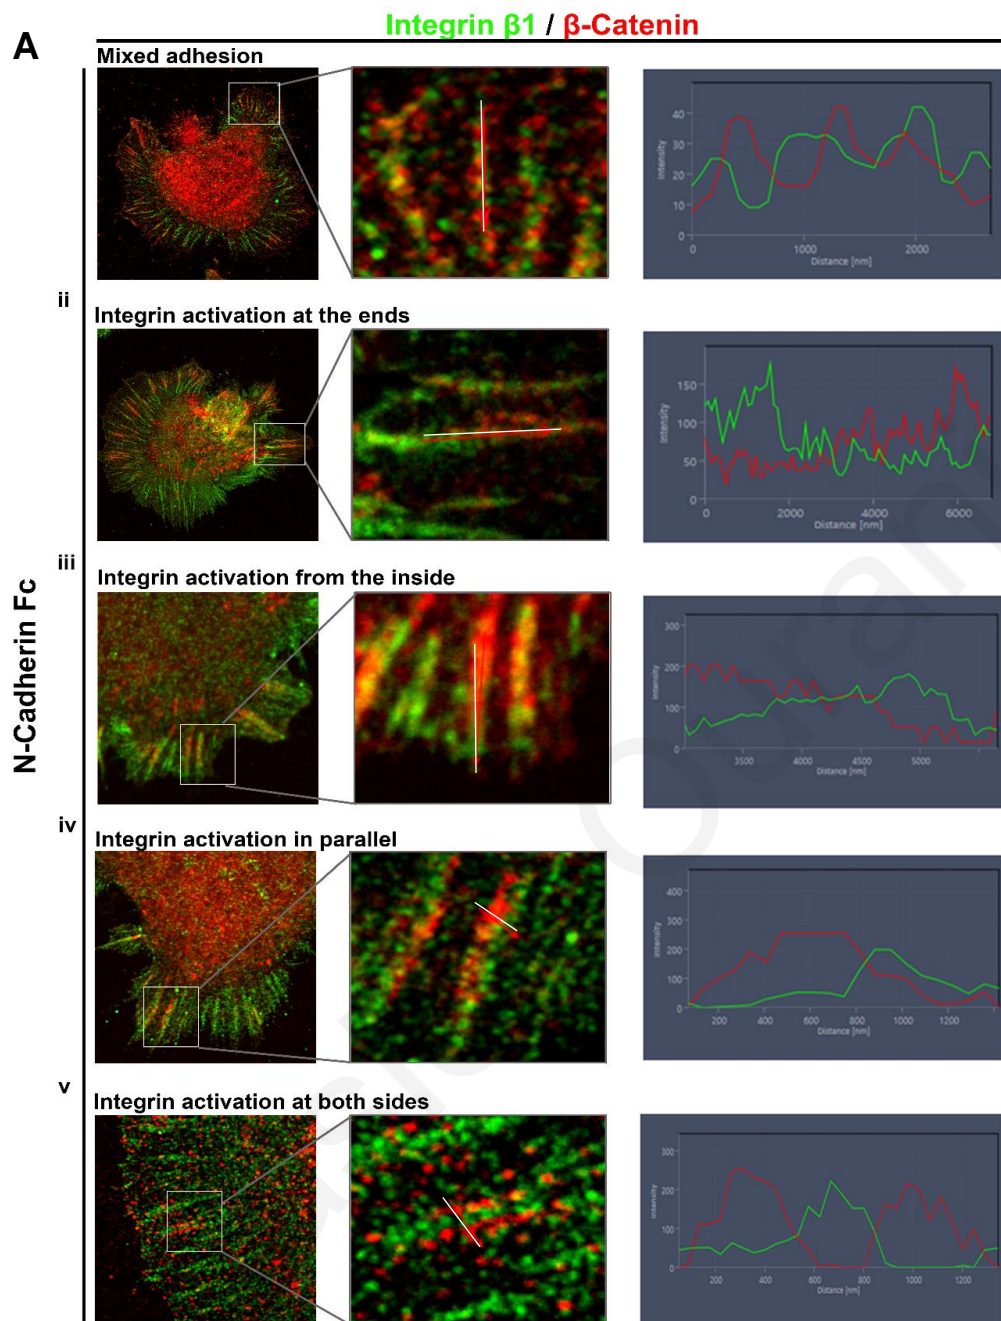 A
Integrin β1 / β-Catenin
N-Cadherin Fc
Mixed adhesion
Intensity
40
30
20
10
0
0 1000 2000
Distance [nm]
ii
Integrin activation at the ends
Intensity
150
100
50
0
0 2000 4000 6000
Distance [nm]
iii
Integrin activation from the inside
Intensity
300
200
100
0
3500 4000 4500 5000
Distance [nm]
iv
Integrin activation in parallel
Intensity
400
300
200
100
0
200 400 600 800 1000 1200
Distance [nm]
v
Integrin activation at both sides
Intensity
300
200
100
0
200 400 600 800 1000 1200
Distance [nm]